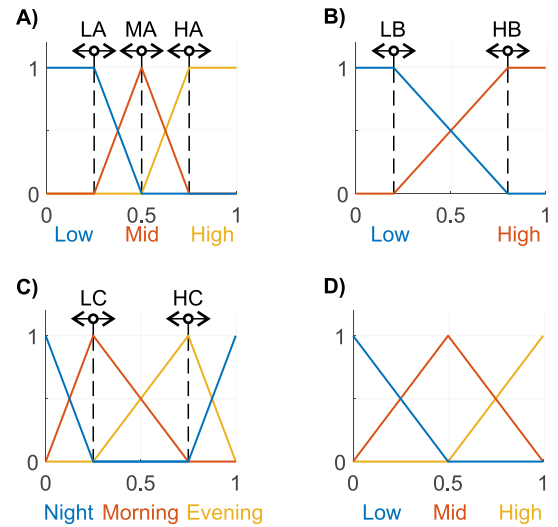 A)
LA MA HA
1
0
0 0.5 1
Low Mid High
B)
LB HB
1
0
0 0.5 1
Low High
C)
LC HC
1
0
0 0.5 1
Night Morning Evening
D)
1
0
0 0.5 1
Low Mid High